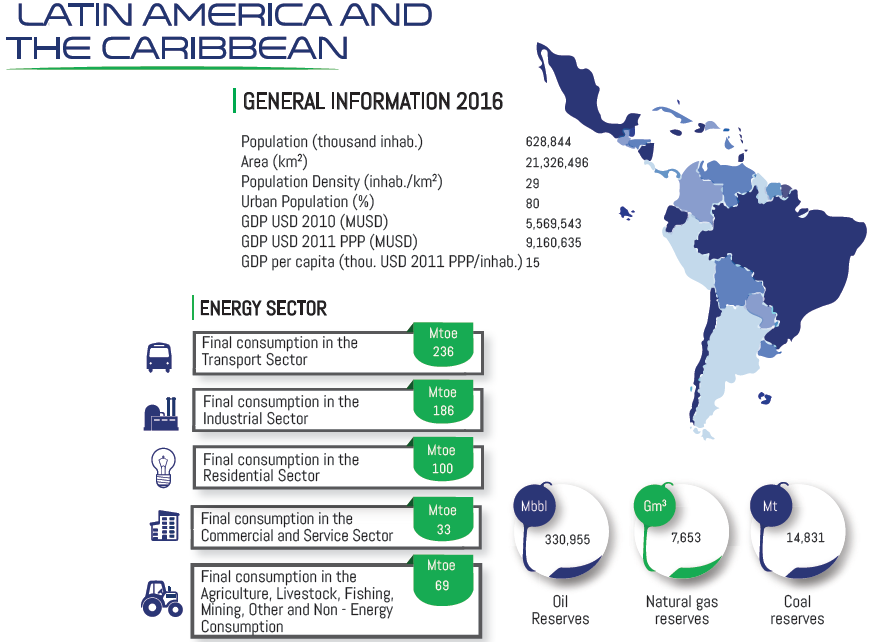 LATIN AMERICA AND
THE CARIBBEAN
GENERAL INFORMATION 2016
Population (thousand inhab.) 628,844
Area (km²) 21,326,496
Population Density (inhab./km²) 29
Urban Population (%) 80
GDP USD 2010 (MUSD) 5,569,543
GDP USD 2011 PPP (MUSD) 9,160,635
GDP per capita (thou. USD 2011 PPP/inhab.) 15
ENERGY SECTOR
Final consumption in the
Transport Sector
Mtoe
236
Final consumption in the
Industrial Sector
Mtoe
186
Final consumption in the
Residential Sector
Mtoe
100
Final consumption in the
Commercial and Service Sector
Mtoe
33
Final consumption in the
Agriculture, Livestock, Fishing,
Mining, Other and Non - Energy
Consumption
Mtoe
69
Mbbl
330,955
Oil
Reserves
Gm³
7,653
Natural gas
reserves
Mt
14,831
Coal
reserves